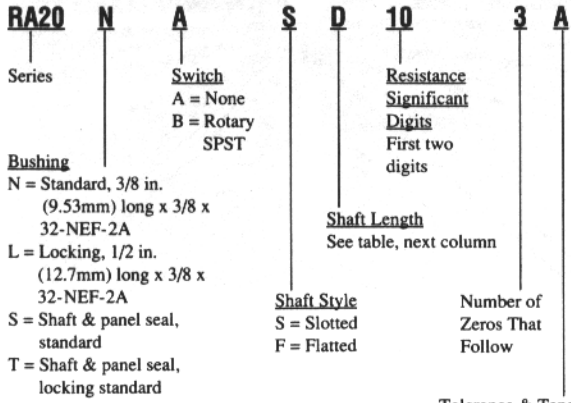 RA20 N A S D 10 3 A
Series
Switch
A = None
B = Rotary
SPST
Resistance
Significant
Digits
First two
digits
Bushing
N = Standard, 3/8 in.
(9.53mm) long x 3/8 x
32-NEF-2A
L = Locking, 1/2 in.
(12.7mm) long x 3/8 x
32-NEF-2A
S = Shaft & panel seal,
standard
T = Shaft & panel seal,
locking standard
Shaft Length
See table, next column
Shaft Style
S = Slotted
F = Flatted
Number of
Zeros That
Follow
Tolerance & Tape